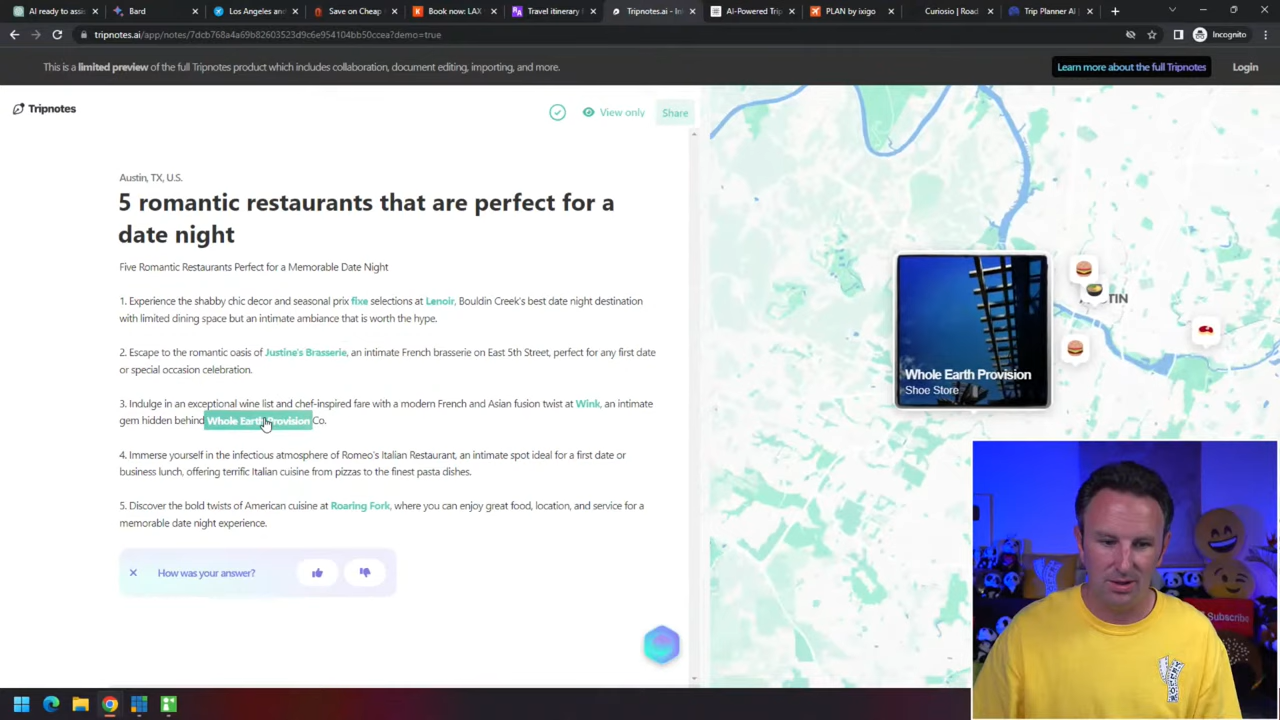 AI ready to assis
Bard
Los Angeles and
Save on Cheap
Book now: LAX
Travel itinerary
Tripnotes.ai - In
AI-Powered Trip
PLAN by ixigo
Curiosio | Road
Trip Planner AI |
tripnotes.ai/app/notes/7dcb768a4a69b82603523d9c6e954104bb50ccea?demo=true
Incognito
This is a limited preview of the full Tripnotes product which includes collaboration, document editing, importing, and more.
Learn more about the full Tripnotes
Login
Tripnotes
View only
Share
Austin, TX, U.S.
5 romantic restaurants that are perfect for a
date night
Five Romantic Restaurants Perfect for a Memorable Date Night
1. Experience the shabby chic decor and seasonal prix fixe selections at Lenoir, Bouldin Creek's best date night destination
with limited dining space but an intimate ambiance that is worth the hype.
2. Escape to the romantic oasis of Justine's Brasserie, an intimate French brasserie on East 5th Street, perfect for any first date
or special occasion celebration.
3. Indulge in an exceptional wine list and chef-inspired fare with a modern French and Asian fusion twist at Wink, an intimate
gem hidden behind Whole Earth Provision Co.
4. Immerse yourself in the infectious atmosphere of Romeo's Italian Restaurant, an intimate spot ideal for a first date or
business lunch, offering terrific Italian cuisine from pizzas to the finest pasta dishes.
5. Discover the bold twists of American cuisine at Roaring Fork, where you can enjoy great food, location, and service for a
memorable date night experience.
How was your answer?
Whole Earth Provision
Shoe Store
TIN
Subscribe